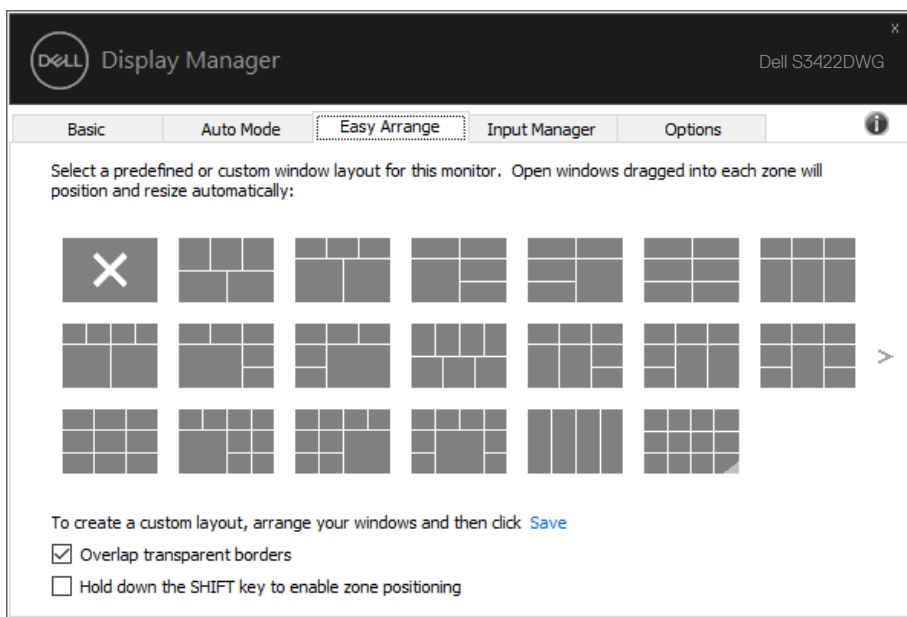 x
DELL Display Manager
Dell S3422DWG
Basic Auto Mode Easy Arrange Input Manager Options i
Select a predefined or custom window layout for this monitor. Open windows dragged into each zone will
position and resize automatically:
>
To create a custom layout, arrange your windows and then click Save
Overlap transparent borders
Hold down the SHIFT key to enable zone positioning